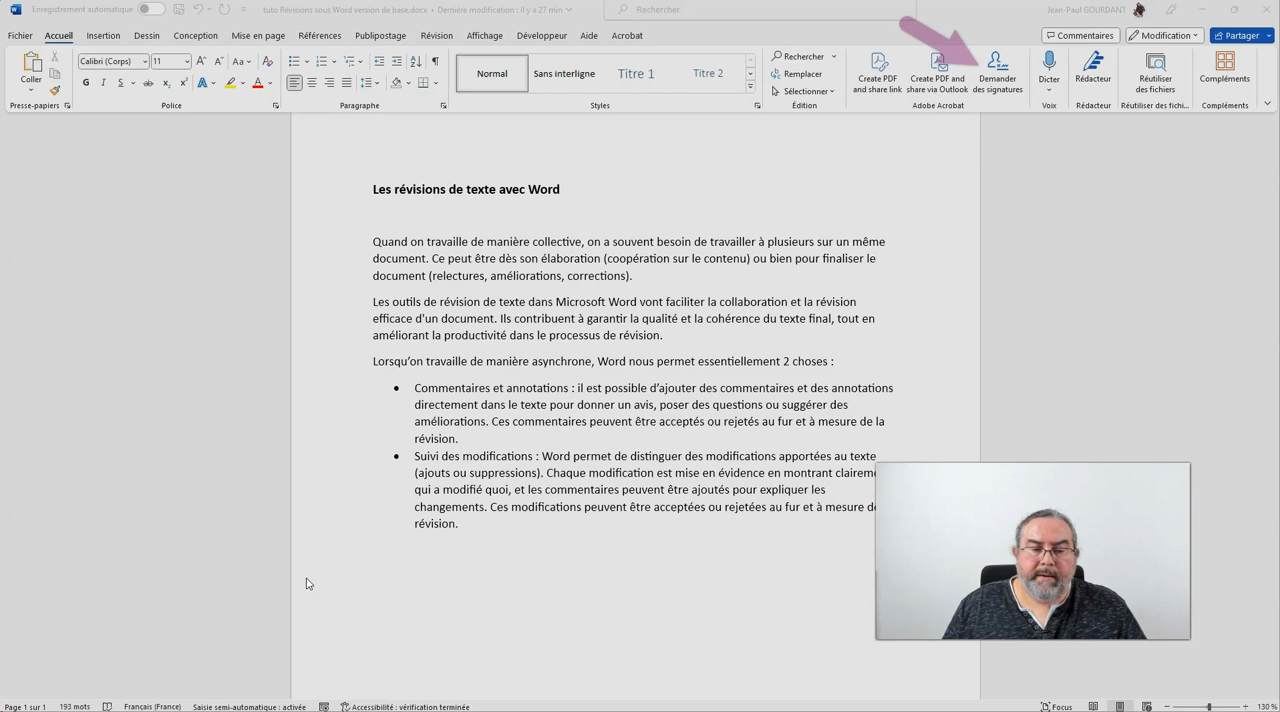 Enregistrement automatique
tuto Révisions sous Word version de base.docx • Dernière modification : Il y a 27 min
Rechercher
Jean-Paul GOURDANT
Fichier Accueil Insertion Dessin Conception Mise en page Références Publipostage Révision Affichage Développeur Aide Acrobat
Commentaires Modification Partager
Coller
Calibri (Corps) 11
Normal Sans interligne Titre 1 Titre 2
Rechercher
Remplacer
Sélectionner
Create PDF and share link
Create PDF and share via Outlook
Demander des signatures
Dicter
Rédacteur
Réutiliser des fichiers
Compléments
Presse-papiers Police Paragraphe Styles Édition Adobe Acrobat Voix Rédacteur Réutiliser des fichi... Compléments
Les révisions de texte avec Word
Quand on travaille de manière collective, on a souvent besoin de travailler à plusieurs sur un même
document. Ce peut être dès son élaboration (coopération sur le contenu) ou bien pour finaliser le
document (relectures, améliorations, corrections).
Les outils de révision de texte dans Microsoft Word vont faciliter la collaboration et la révision
efficace d'un document. Ils contribuent à garantir la qualité et la cohérence du texte final, tout en
améliorant la productivité dans le processus de révision.
Lorsqu'on travaille de manière asynchrone, Word nous permet essentiellement 2 choses :
• Commentaires et annotations : il est possible d'ajouter des commentaires et des annotations
directement dans le texte pour donner un avis, poser des questions ou suggérer des
améliorations. Ces commentaires peuvent être acceptés ou rejetés au fur et à mesure de la
révision.
• Suivi des modifications : Word permet de distinguer des modifications apportées au texte
(ajouts ou suppressions). Chaque modification est mise en évidence en montrant claireme
qui a modifié quoi, et les commentaires peuvent être ajoutés pour expliquer les
changements. Ces modifications peuvent être acceptées ou rejetées au fur et à mesure de
révision.
Page 1 sur 1 193 mots Français (France) Saisie semi-automatique : activée Accessibilité : vérification terminée Focus 130 %